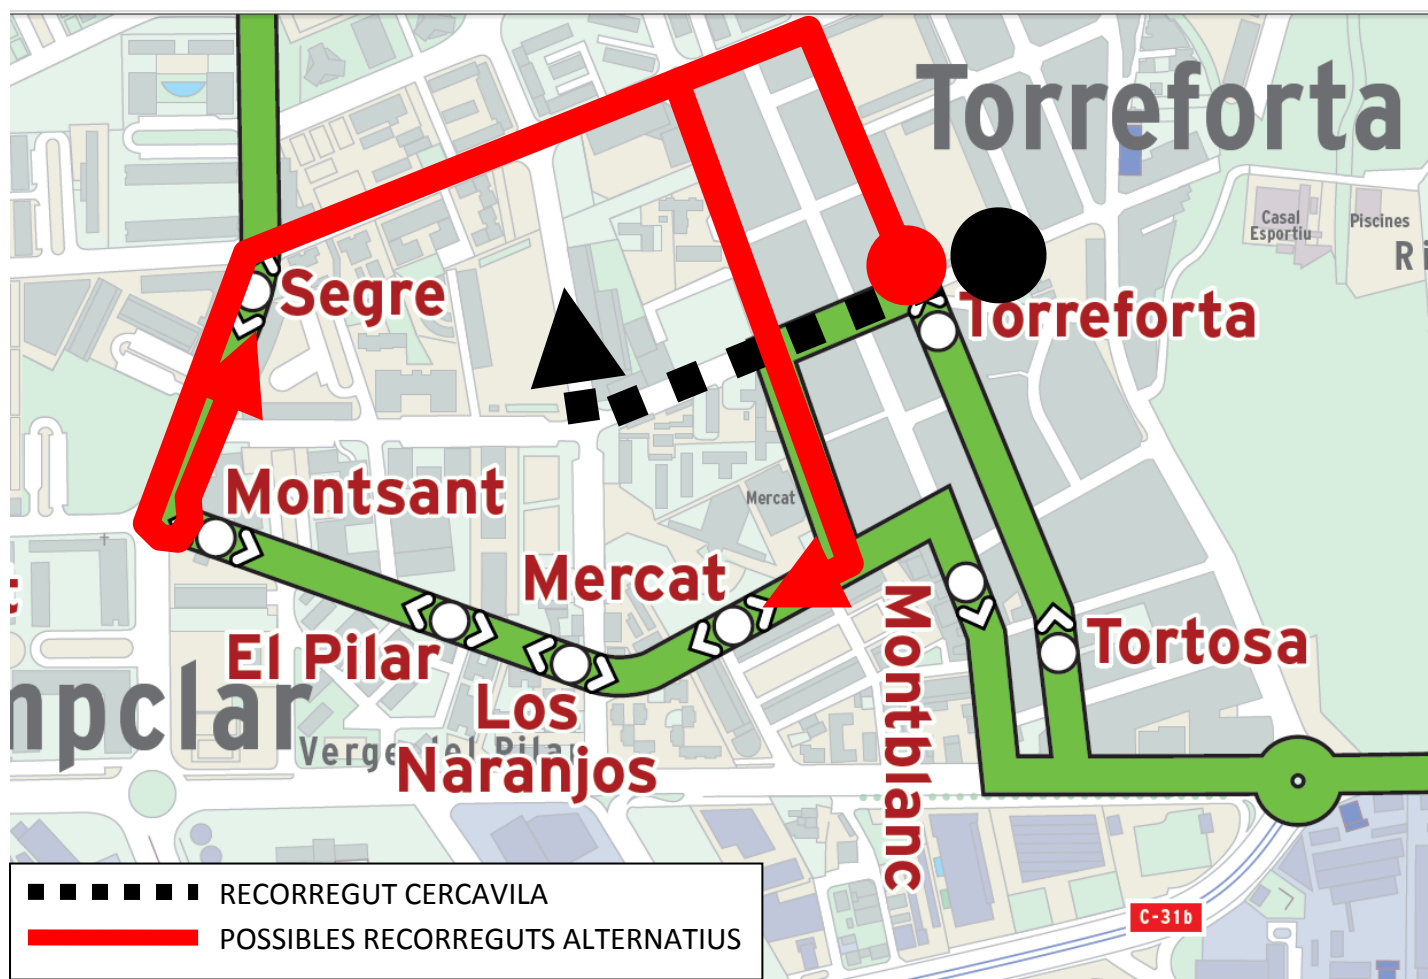 Torreforta
Casal
Esportiu
Piscines
Segre
Torreforta
Montsant
Mercat
Mercat
El Pilar
Tortosa
Montblanc
Los
Naranjos
C-31b
RECORREGUT CERCAVILA
POSSIBLES RECORREGUTS ALTERNATIUS